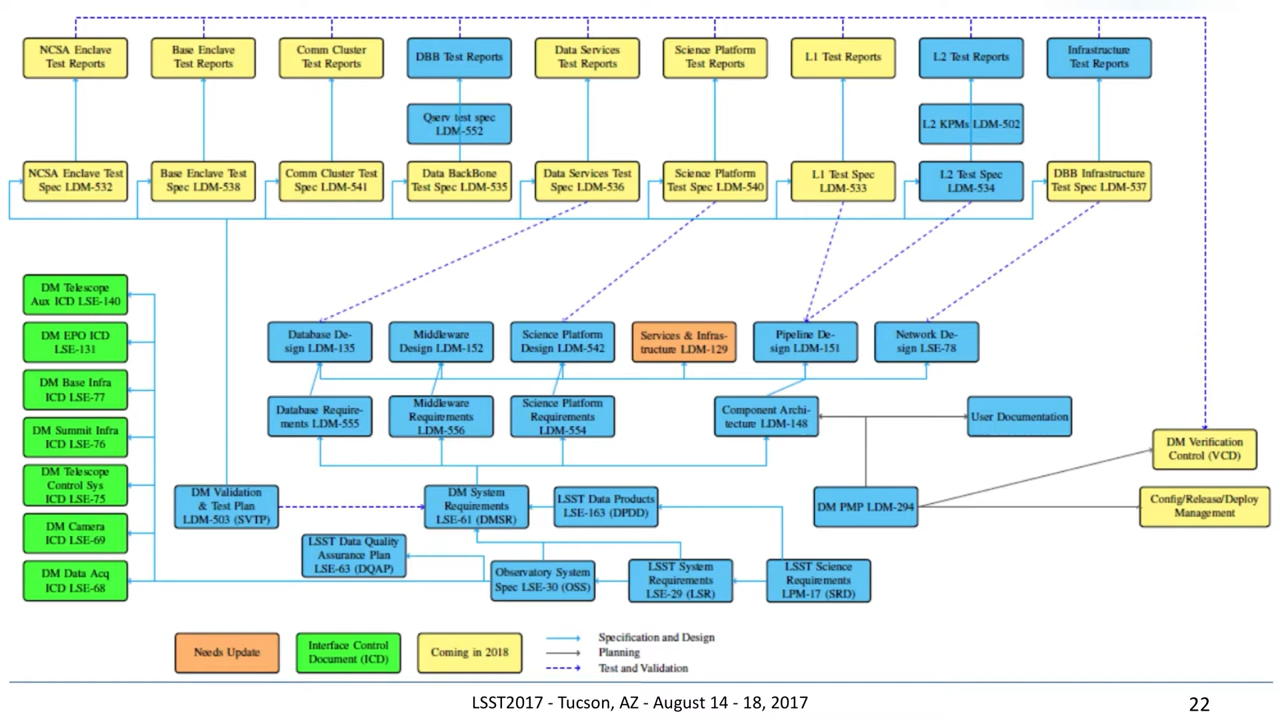 NCSA Enclave
Test Reports
Base Enclave
Test Reports
Comm Cluster
Test Reports
DBB Test Reports
Data Services
Test Reports
Science Platform
Test Reports
L1 Test Reports
L2 Test Reports
Infrastructure
Test Reports
Qserv test spec
LDM-552
L2 KPMs LDM-502
NCSA Enclave Test
Spec LDM-532
Base Enclave Test
Spec LDM-538
Comm Cluster Test
Spec LDM-541
Data BackBone
Test Spec LDM-535
Data Services Test
Spec LDM-536
Science Platform
Test Spec LDM-540
L1 Test Spec
LDM-533
L2 Test Spec
LDM-534
DBB Infrastructure
Test Spec LDM-537
DM Telescope
Aux ICD LSE-140
DM EPO ICD
LSE-131
DM Base Infra
ICD LSE-77
DM Summit Infra
ICD LSE-76
DM Telescope
Control Sys
ICD LSE-75
DM Camera
ICD LSE-69
DM Data Acq
ICD LSE-68
Database De-
sign LDM-135
Middleware
Design LDM-152
Science Platform
Design LDM-542
Services & Infras-
tructure LDM-129
Pipeline De-
sign LDM-151
Network De-
sign LSE-78
Database Require-
ments LDM-555
Middleware
Requirements
LDM-556
Science Platform
Requirements
LDM-554
Component Archi-
tecture LDM-148
User Documentation
DM Verification
Control (VCD)
DM Validation
& Test Plan
LDM-503 (SVTP)
DM System
Requirements
LSE-61 (DMSR)
LSST Data Products
LSE-163 (DPDD)
DM PMP LDM-294
Config/Release/Deploy
Management
LSST Data Quality
Assurance Plan
LSE-63 (DQAP)
Observatory System
Spec LSE-30 (OSS)
LSST System
Requirements
LSE-29 (LSR)
LSST Science
Requirements
LPM-17 (SRD)
Needs Update
Interface Control
Document (ICD)
Coming in 2018
Specification and Design
Planning
Test and Validation
LSST2017 - Tucson, AZ - August 14 - 18, 2017
22